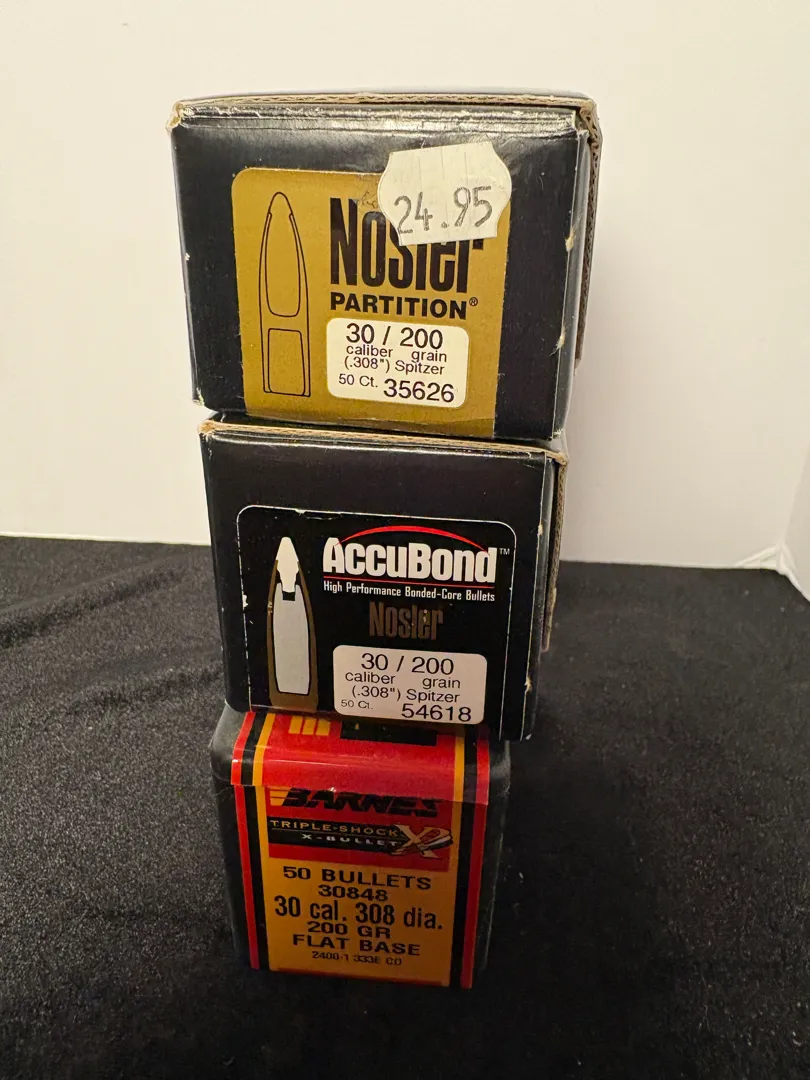 24.95
Nosler
PARTITION®
30 / 200
caliber grain
(.308") Spitzer
50 Ct. 35626
AccuBond™
High Performance Bonded-Core Bullets
Nosler
30 / 200
caliber grain
(.308") Spitzer
50 Ct. 54618
BARNES
TRIPLE-SHOCK X
X-BULLET
50 BULLETS
30848
30 cal. 308 dia.
200 GR
FLAT BASE